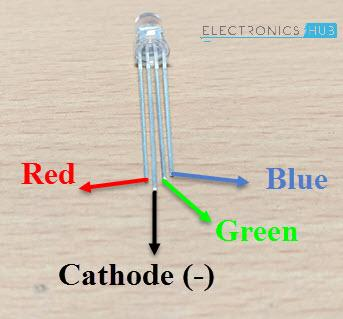 ELECTRONICS HUB
Red
Blue
Green
Cathode (-)